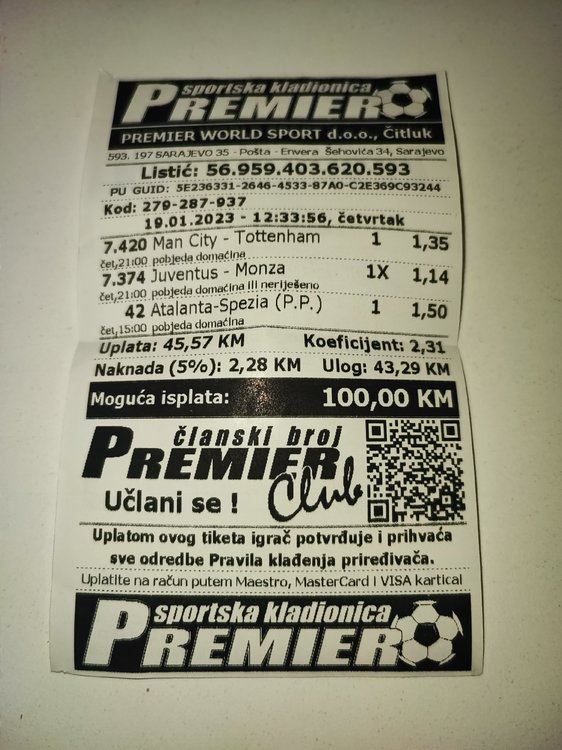 sportska kladionica
PREMIER
PREMIER WORLD SPORT d.o.o., Čitluk
593. 197 SARAJEVO 35 - Pošta - Envera Šehovića 34, Sarajevo
Listić: 56.959.403.620.593
PU GUID: 5E236331-2646-4533-87A0-C2E369C93244
Kod: 279-287-937
19.01.2023 - 12:33:56, četvrtak
7.420 Man City - Tottenham 1 1,35
čet,21:00 pobjeda domaćina
7.374 Juventus - Monza 1X 1,14
čet,21:00 pobjeda domaćina ili neriješeno
42 Atalanta-Spezia (P.P.) 1 1,50
čet,15:00 pobjeda domaćina
Uplata: 45,57 KM Koeficijent: 2,31
Naknada (5%): 2,28 KM Ulog: 43,29 KM
Moguća isplata: 100,00 KM
članski broj
PREMIER
Club
Učlani se !
Uplatom ovog tiketa igrač potvrđuje i prihvaća
sve odredbe Pravila klađenja priređivača.
Uplatite na račun putem Maestro, MasterCard i VISA kartica!
sportska kladionica
PREMIER